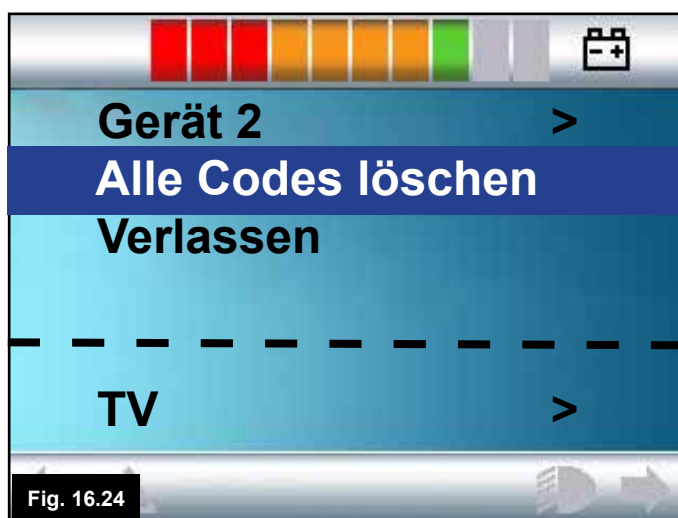 Gerät 2 >
Alle Codes löschen
Verlassen
TV >
Fig. 16.24